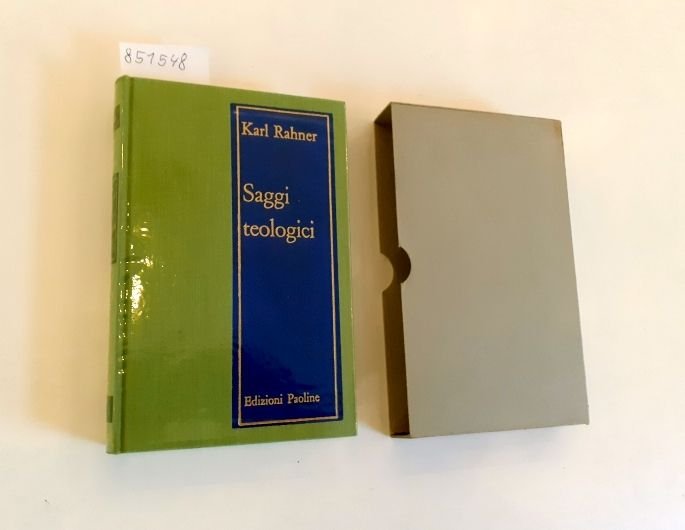 851548
Karl Rahner
Saggi
teologici
Edizioni Paoline